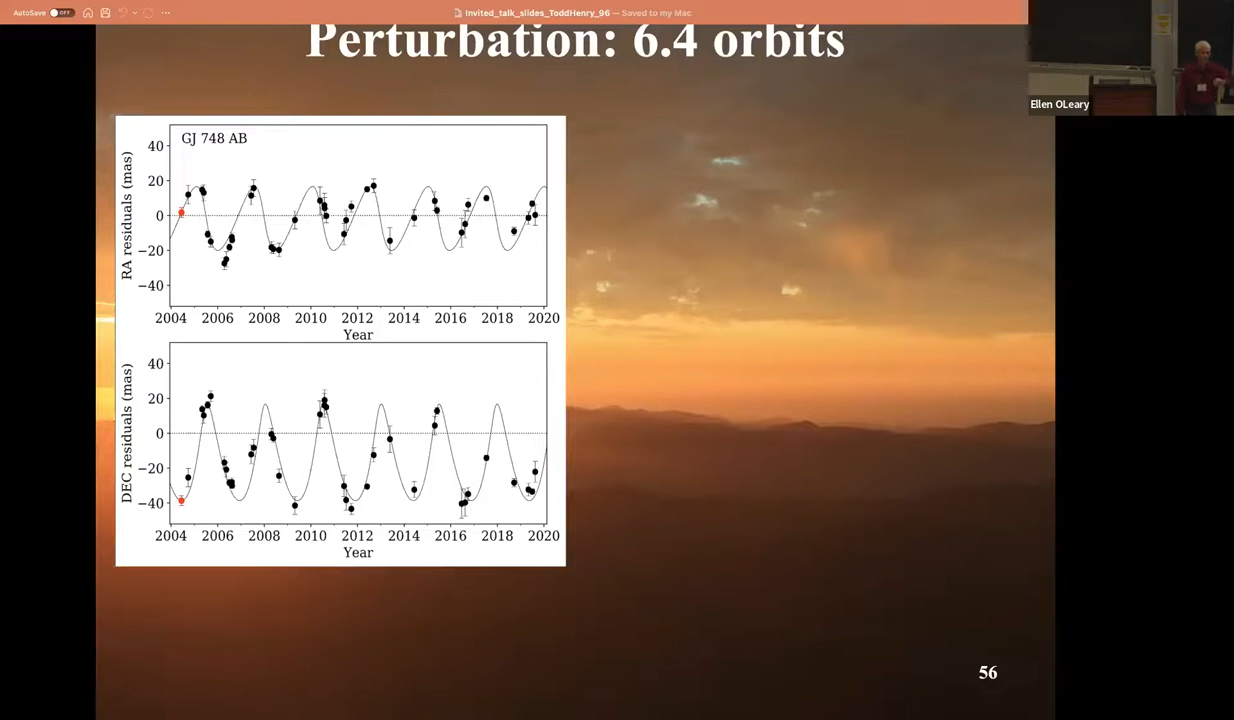 AutoSave OFF
Invited_talk_slides_ToddHenry_96 — Saved to my Mac
Perturbation: 6.4 orbits
Ellen OLeary
GJ 748 AB
RA residuals (mas)
40
20
0
−20
−40
2004 2006 2008 2010 2012 2014 2016 2018 2020
Year
DEC residuals (mas)
40
20
0
−20
−40
2004 2006 2008 2010 2012 2014 2016 2018 2020
Year
56